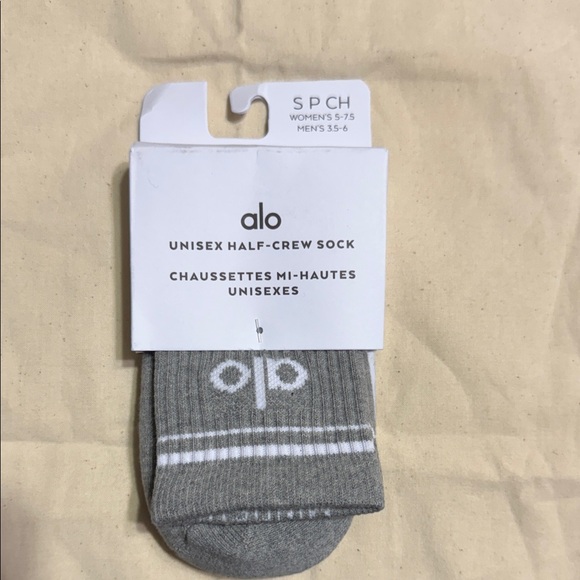 S P CH
WOMEN'S 5-7.5
MEN'S 3.5-6
alo
UNISEX HALF-CREW SOCK
CHAUSSETTES MI-HAUTES
UNISEXES
alo